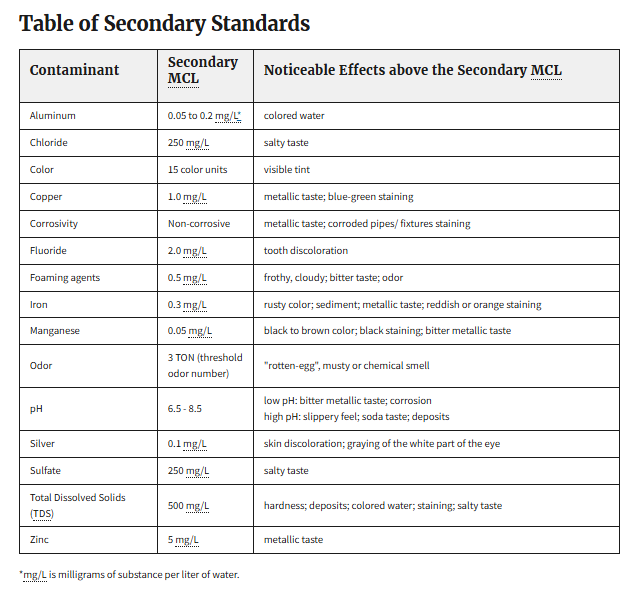 Table of Secondary Standards
Contaminant Secondary MCL Noticeable Effects above the Secondary MCL
Aluminum 0.05 to 0.2 mg/L* colored water
Chloride 250 mg/L salty taste
Color 15 color units visible tint
Copper 1.0 mg/L metallic taste; blue-green staining
Corrosivity Non-corrosive metallic taste; corroded pipes/ fixtures staining
Fluoride 2.0 mg/L tooth discoloration
Foaming agents 0.5 mg/L frothy, cloudy; bitter taste; odor
Iron 0.3 mg/L rusty color; sediment; metallic taste; reddish or orange staining
Manganese 0.05 mg/L black to brown color; black staining; bitter metallic taste
Odor 3 TON (threshold odor number) "rotten-egg", musty or chemical smell
pH 6.5 - 8.5 low pH: bitter metallic taste; corrosion
high pH: slippery feel; soda taste; deposits
Silver 0.1 mg/L skin discoloration; graying of the white part of the eye
Sulfate 250 mg/L salty taste
Total Dissolved Solids (TDS) 500 mg/L hardness; deposits; colored water; staining; salty taste
Zinc 5 mg/L metallic taste
*mg/L is milligrams of substance per liter of water.